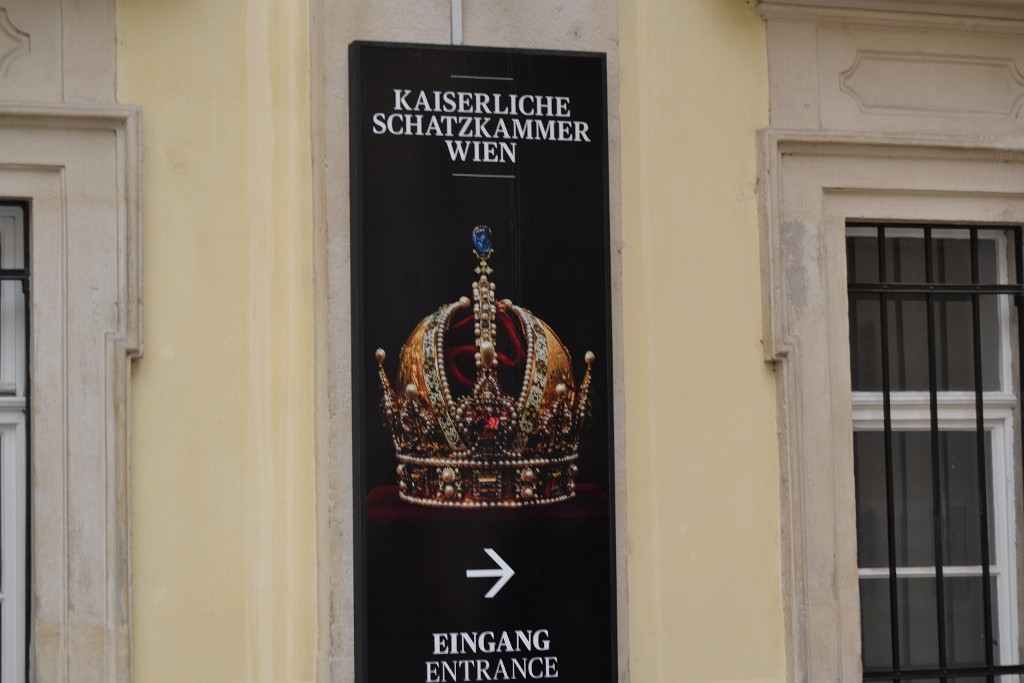 KAISERLICHE
SCHATZKAMMER
WIEN
→
EINGANG
ENTRANCE